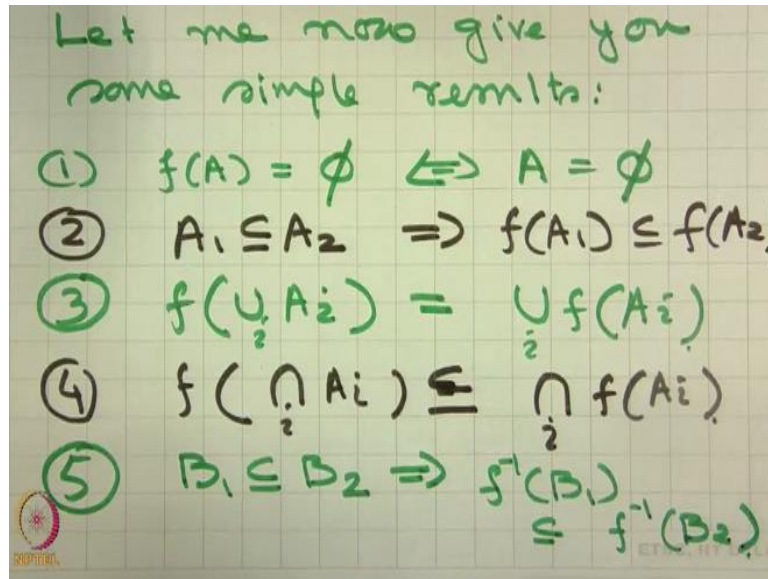 Let me now give you
some simple results:
(1) f(A) = ϕ ⟺ A = ϕ
(2) A₁ ⊆ A₂ ⟹ f(A₁) ⊆ f(A₂
(3) f(∪ᵢ Aᵢ) = ∪ᵢ f(Aᵢ)
(4) f(∩ᵢ Aᵢ) ⊆ ∩ᵢ f(Aᵢ)
(5) B₁ ⊆ B₂ ⟹ f⁻¹(B₁)
⊆ f⁻¹(B₂)
NPTEL